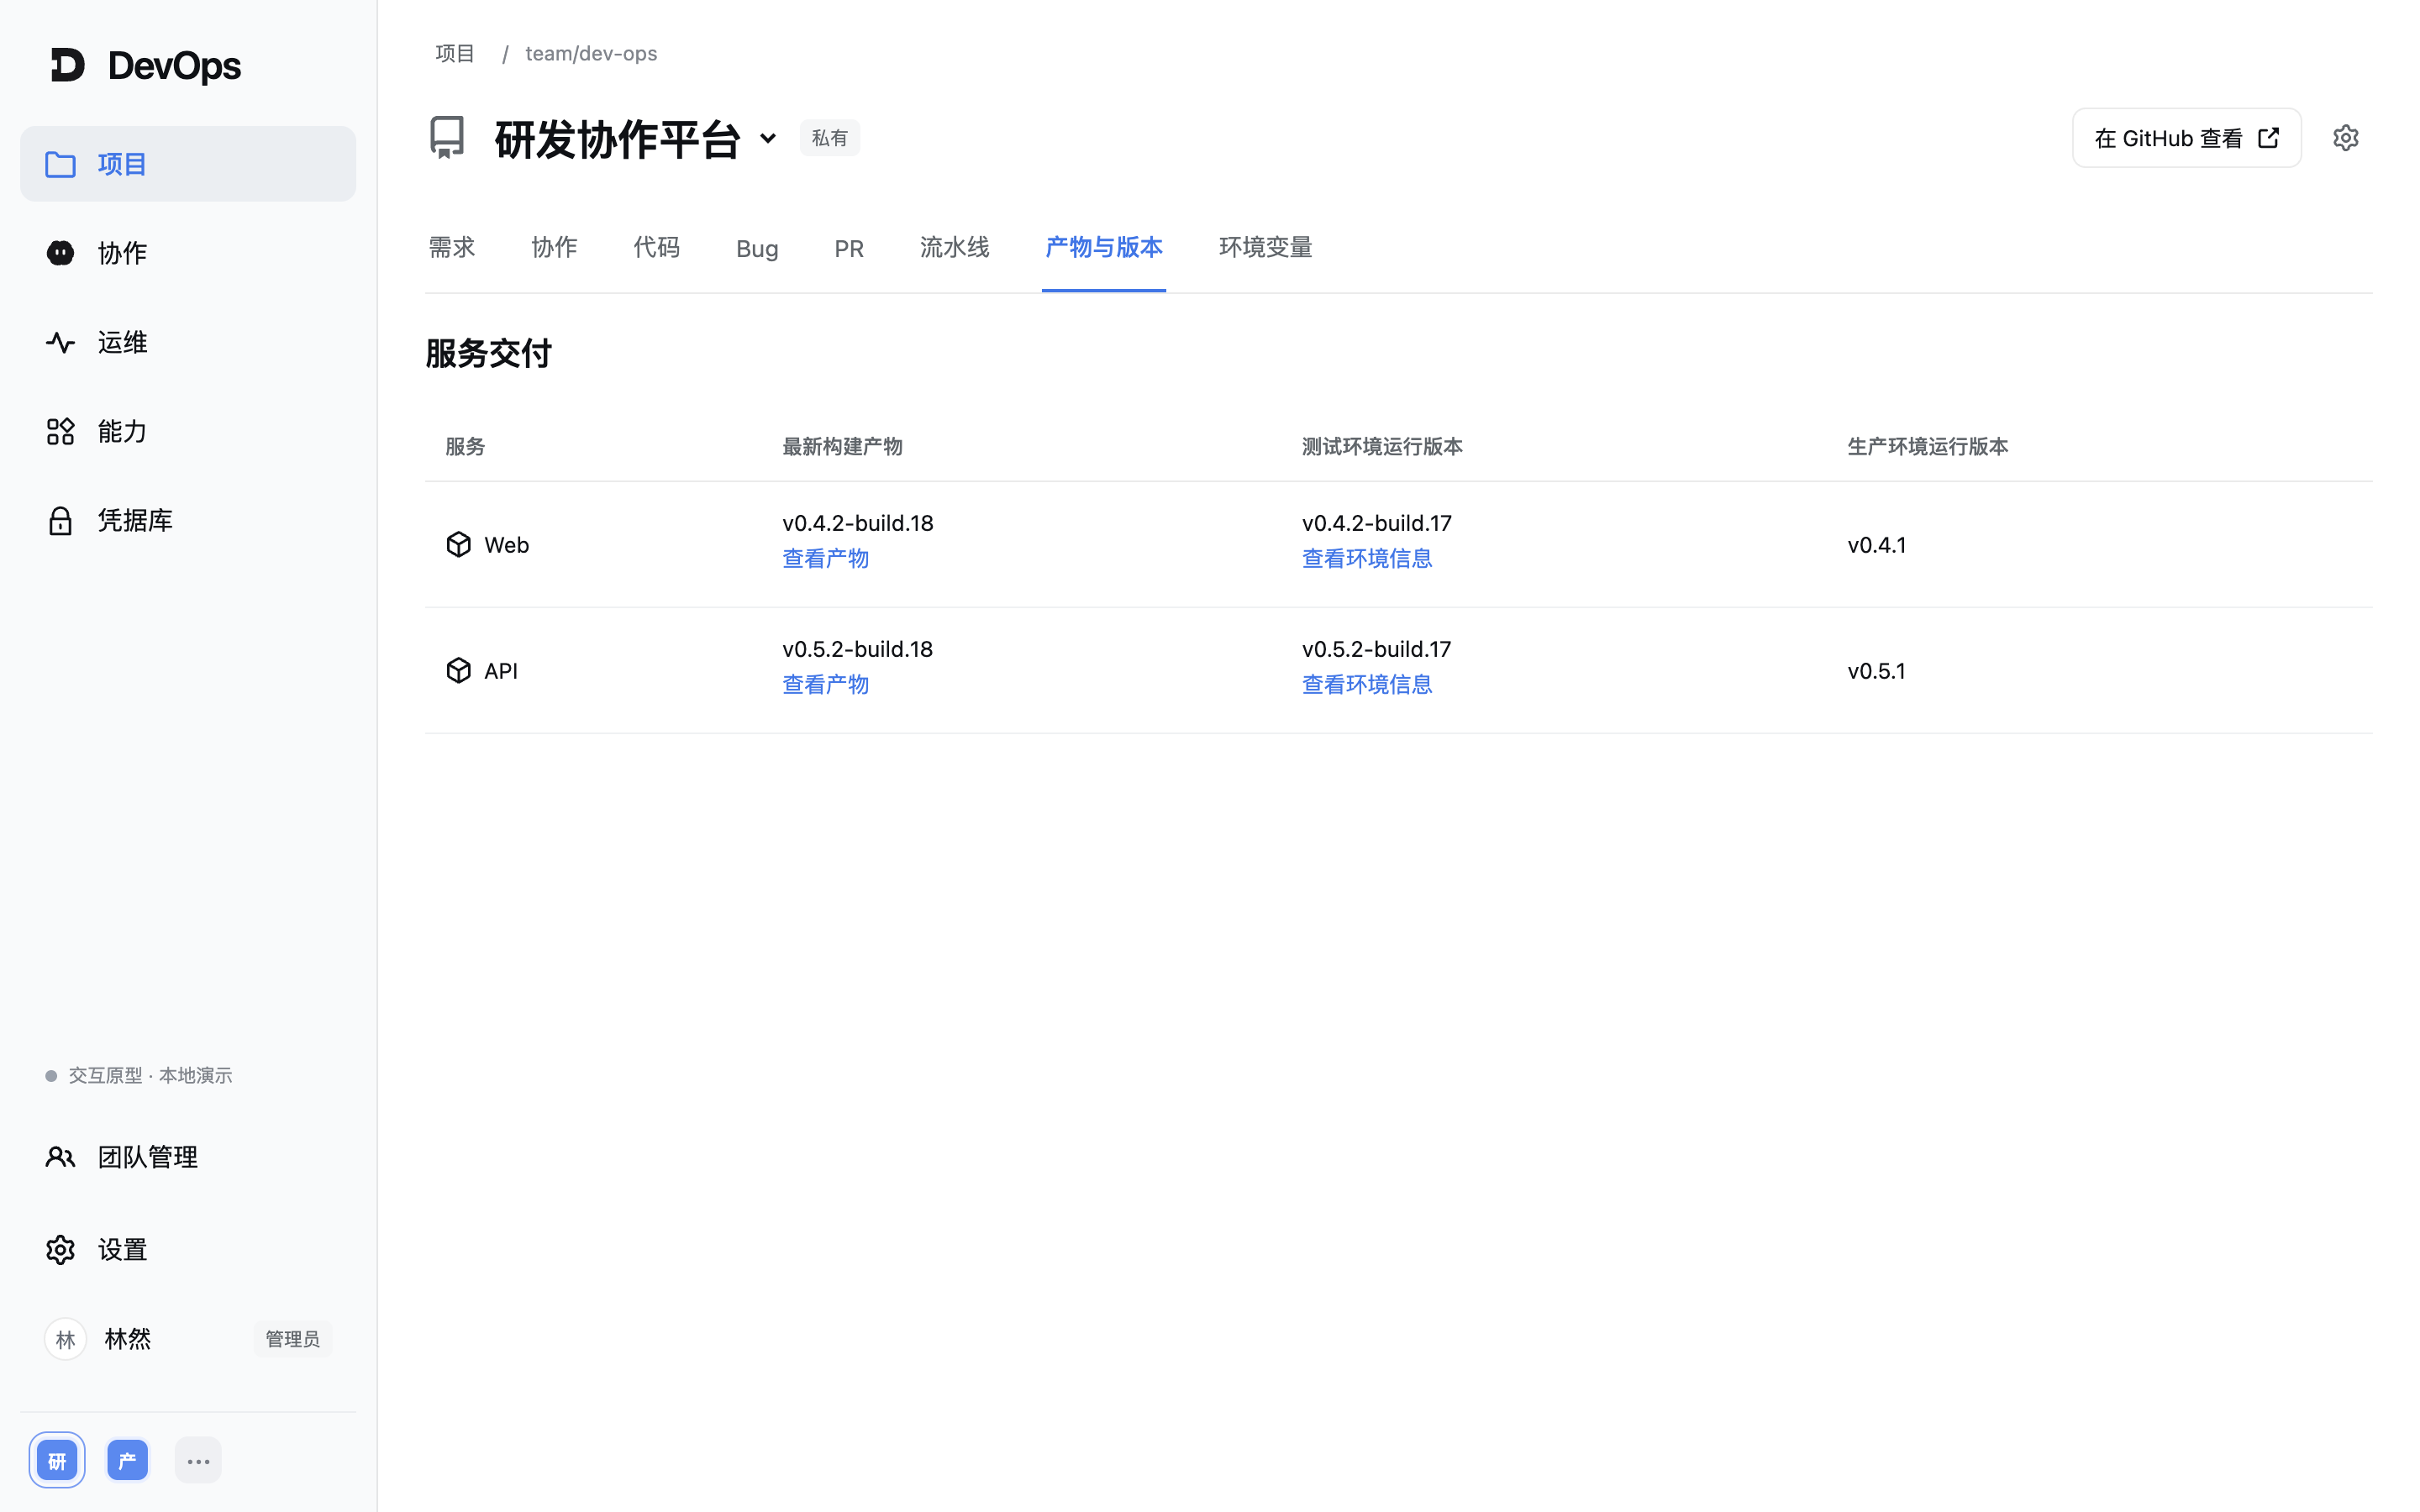 DevOps
项目
协作
运维
能力
凭据库
交互原型 · 本地演示
团队管理
设置
林 林然 管理员
研 产 ...
项目 / team/dev-ops
研发协作平台 私有
在 GitHub 查看
需求 协作 代码 Bug PR 流水线 产物与版本 环境变量
服务交付
服务 最新构建产物 测试环境运行版本 生产环境运行版本
Web v0.4.2-build.18 v0.4.2-build.17 v0.4.1
查看产物 查看环境信息
API v0.5.2-build.18 v0.5.2-build.17 v0.5.1
查看产物 查看环境信息